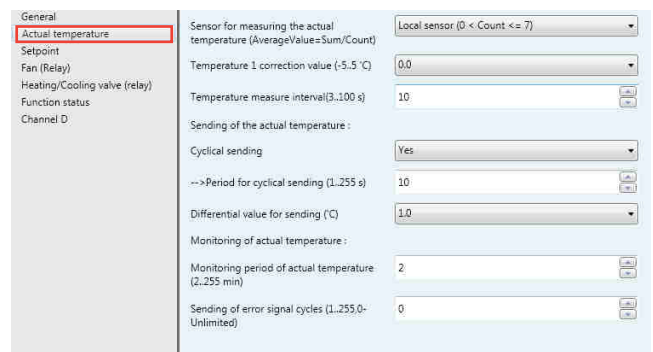 General
Actual temperature
Setpoint
Fan (Relay)
Heating/Cooling valve (relay)
Function status
Channel D
Sensor for measuring the actual
temperature (AverageValue=Sum/Count)
Local sensor (0 < Count <= 7)
Temperature 1 correction value (-5..5 °C)
0.0
Temperature measure interval(3..100 s)
10
Sending of the actual temperature :
Cyclical sending
Yes
-->Period for cyclical sending (1..255 s)
10
Differential value for sending (°C)
1.0
Monitoring of actual temperature :
Monitoring period of actual temperature
(2..255 min)
2
Sending of error signal cycles (1..255,0-
Unlimited)
0